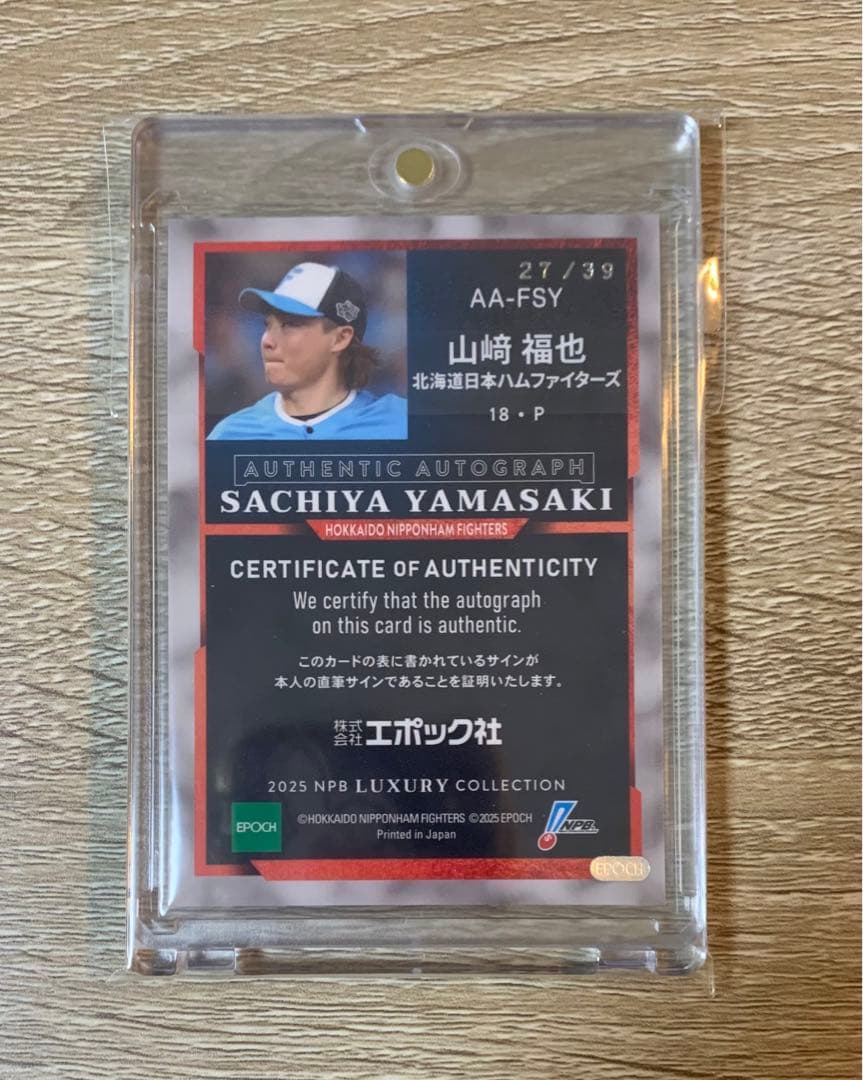 27/39
AA-FSY
山﨑 福也
北海道日本ハムファイターズ
18・P
AUTHENTIC AUTOGRAPH
SACHIYA YAMASAKI
HOKKAIDO NIPPONHAM FIGHTERS
CERTIFICATE OF AUTHENTICITY
We certify that the autograph
on this card is authentic.
このカードの表に書かれているサインが
本人の直筆サインであることを証明いたします。
株式会社エポック社
2025 NPB LUXURY COLLECTION
EPOCH
©HOKKAIDO NIPPONHAM FIGHTERS ©2025 EPOCH
Printed in Japan
NPB
EPOCH